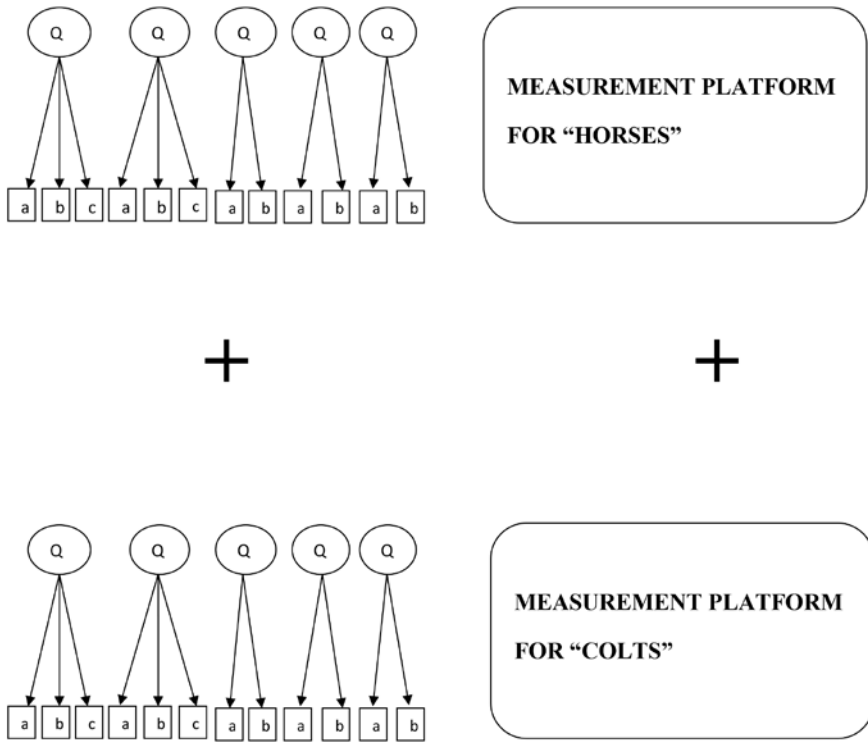 Q Q Q Q Q
a b c a b c a b a b a b
MEASUREMENT PLATFORM
FOR “HORSES”
+ +
Q Q Q Q Q
a b c a b c a b a b a b
MEASUREMENT PLATFORM
FOR “COLTS”